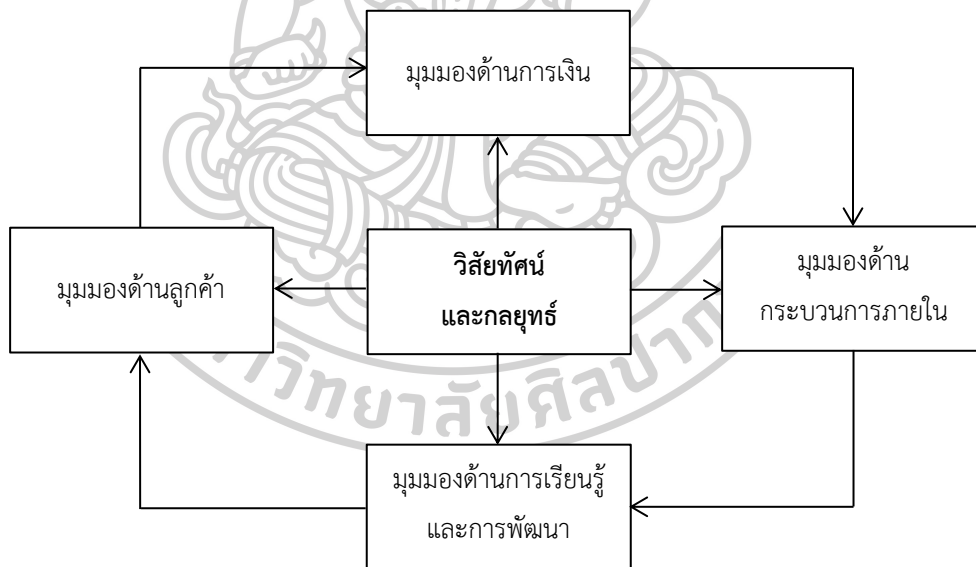 มุมมองด้านการเงิน
มุมมองด้านลูกค้า
วิสัยทัศน์
และกลยุทธ์
มุมมองด้าน
กระบวนการภายใน
มุมมองด้านการเรียนรู้
และการพัฒนา